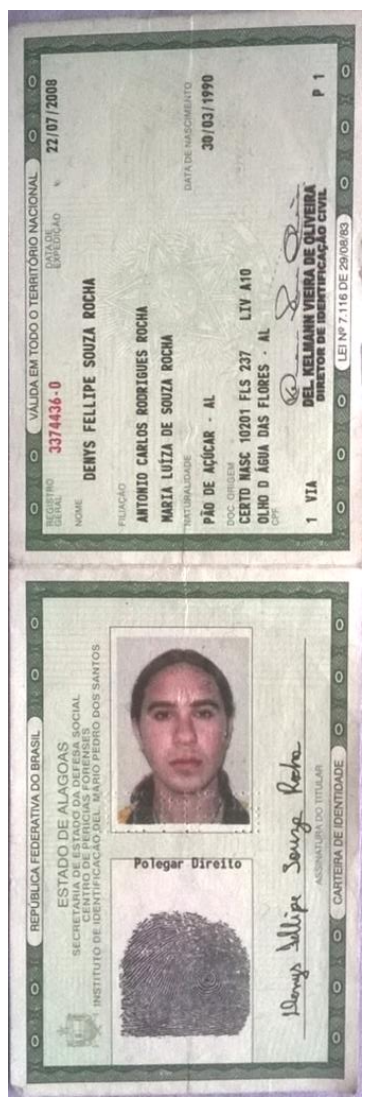 REPÚBLICA FEDERATIVA DO BRASIL
ESTADO DE ALAGOAS
SECRETARIA DE ESTADO DA DEFESA SOCIAL
CENTRO DE PERÍCIAS FORENSES
INSTITUTO DE IDENTIFICAÇÃO DEL. MÁRIO PEDRO DOS SANTOS
Polegar Direito
Denys Fellipe Souza Rocha
ASSINATURA DO TITULAR
CARTEIRA DE IDENTIDADE
VÁLIDA EM TODO O TERRITÓRIO NACIONAL
REGISTRO GERAL 3374436-0 DATA DE EXPEDIÇÃO 22/07/2008
NOME
DENYS FELLIPE SOUZA ROCHA
FILIAÇÃO
ANTONIO CARLOS RODRIGUES ROCHA
MARIA LUÍZA DE SOUZA ROCHA
NATURALIDADE DATA DE NASCIMENTO
PÃO DE AÇÚCAR - AL 30/03/1990
DOC. ORIGEM
CERTD NASC 10201 FLS 237 LIV A10
OLHO D ÁGUA DAS FLORES - AL
CPF
1 VIA P 1
DEL KELMANN VIEIRA DE OLIVEIRA
DIRETOR DE IDENTIFICAÇÃO CIVIL
LEI Nº 7.116 DE 29/08/83